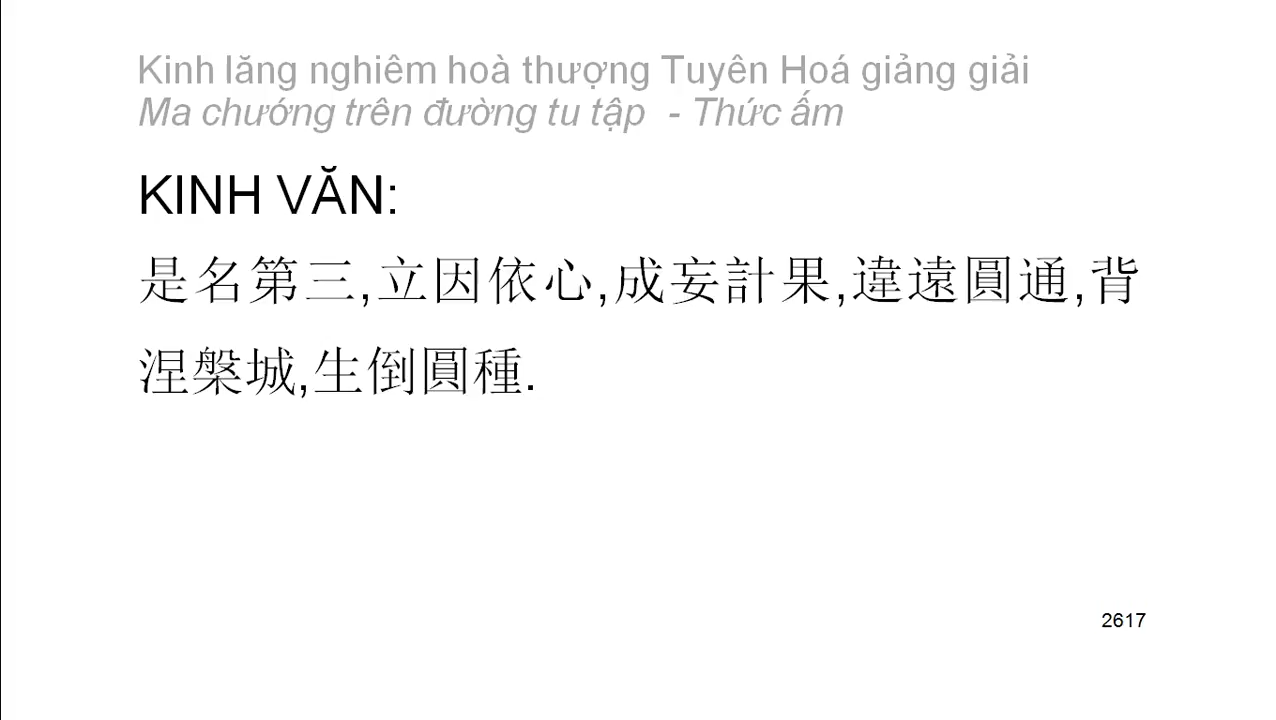 Kinh lăng nghiêm hoà thượng Tuyên Hoá giảng giải
Ma chướng trên đường tu tập - Thức ấm
KINH VĂN:
是名第三,立因依心,成妄計果,違遠圓通,背
涅槃城,生倒圓種.
2617